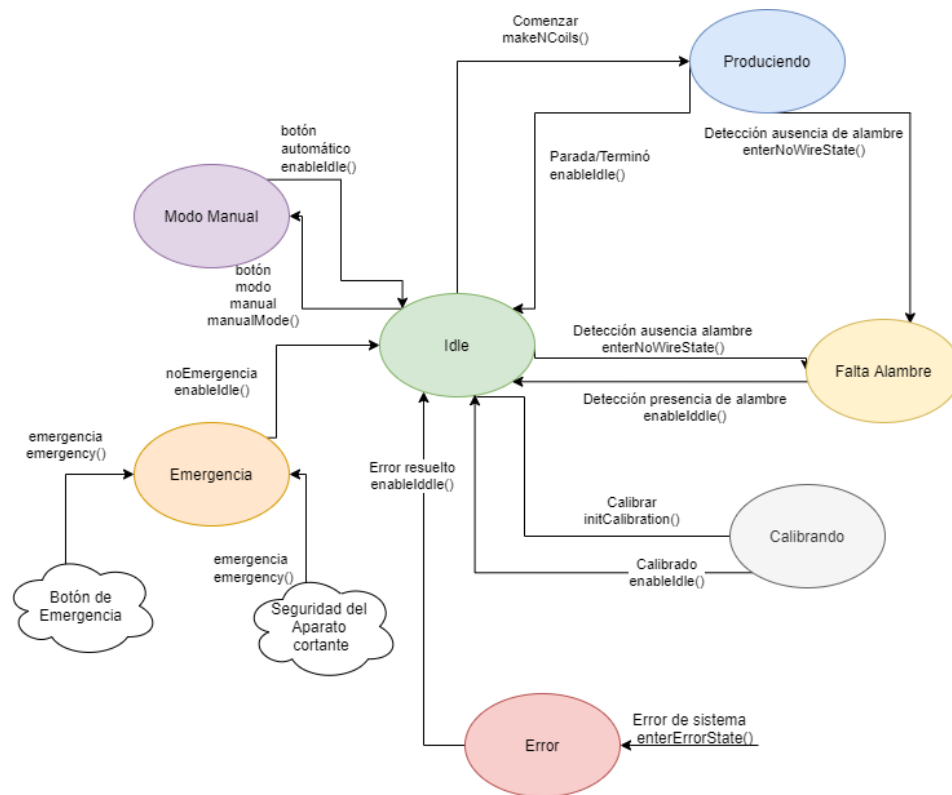 Comenzar
makeNCoils()
Produciendo
botón
automático
enableIdle()
Parada/Terminó
enableIdle()
Detección ausencia de alambre
enterNoWireState()
Modo Manual
botón
modo
manual
manualMode()
Idle
Detección ausencia alambre
enterNoWireState()
Falta Alambre
Detección presencia de alambre
enableIddle()
noEmergencia
enableIdle()
emergencia
emergency()
Emergencia
Error resuelto
enableIddle()
Calibrar
initCalibration()
Calibrando
Calibrado
enableIdle()
emergencia
emergency()
Botón de
Emergencia
Seguridad del
Aparato
cortante
Error
Error de sistema
enterErrorState()